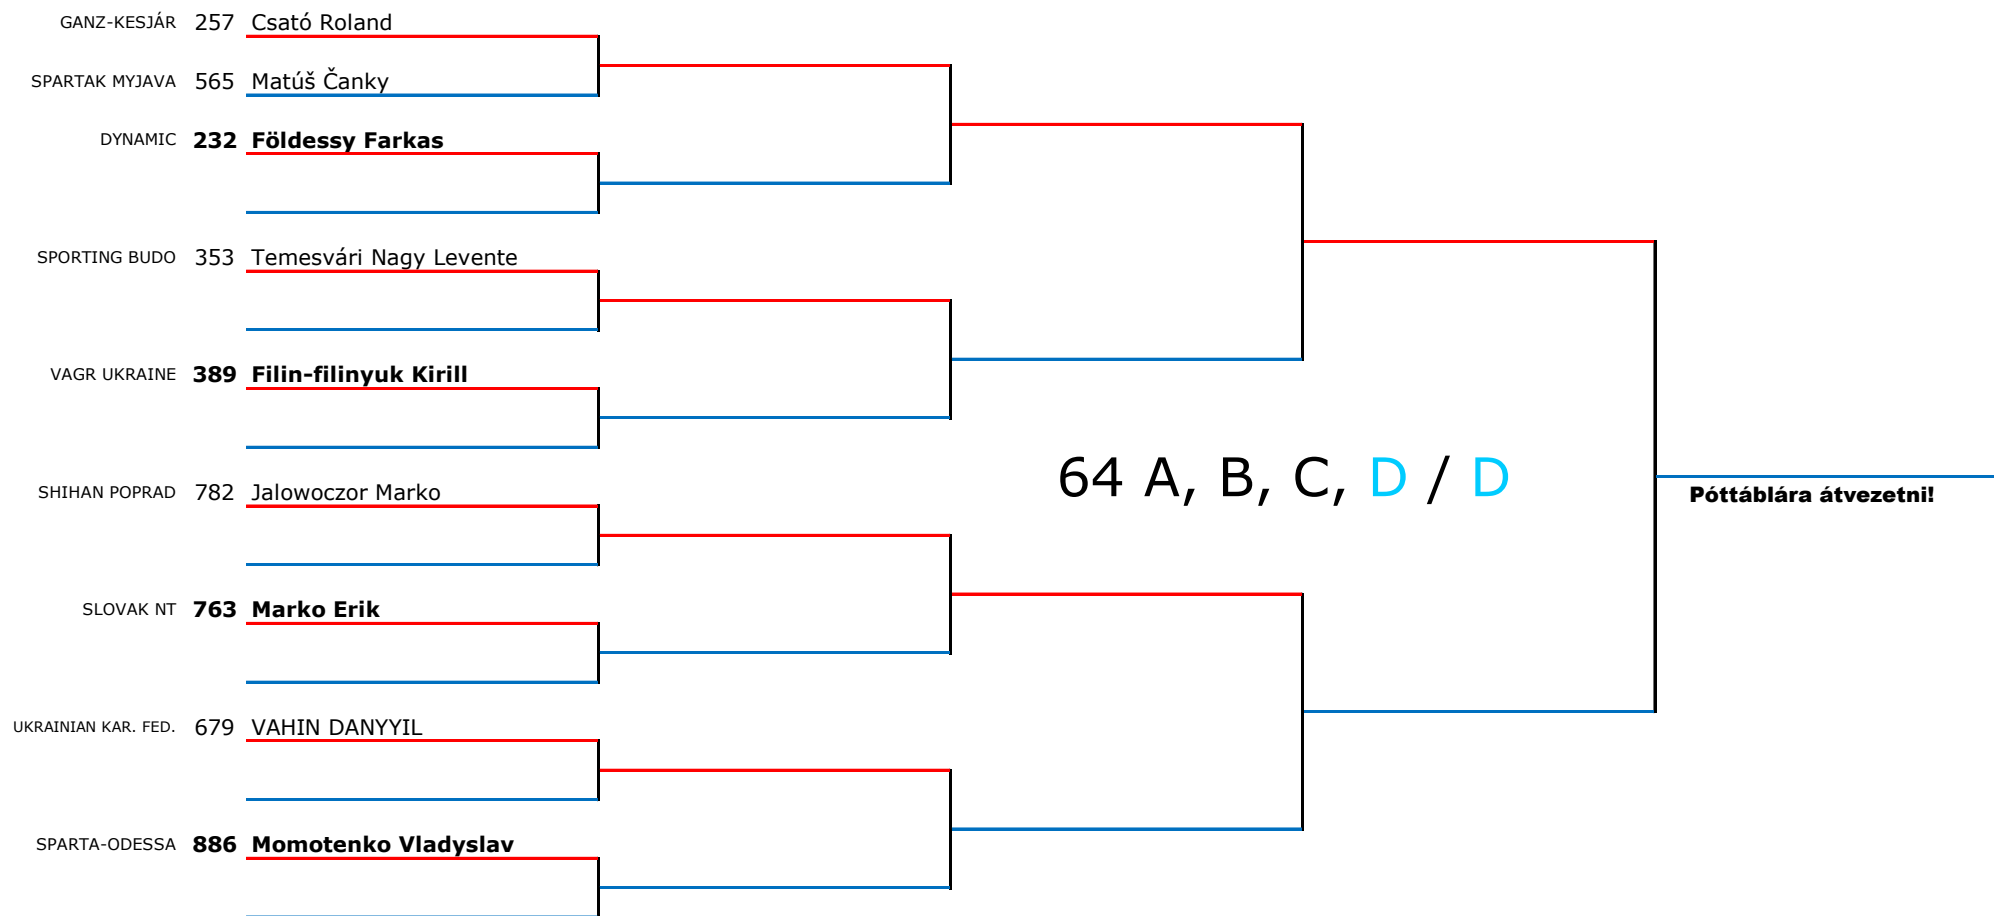 GANZ-KESJÁR 257 Csató Roland
SPARTAK MYJAVA 565 Matúš Čanky
DYNAMIC 232 Földessy Farkas
SPORTING BUDO 353 Temesvári Nagy Levente
VAGR UKRAINE 389 Filin-filinyuk Kirill
64 A, B, C, D / D
SHIHAN POPRAD 782 Jalowoczor Marko
Póttáblára átvezetni!
SLOVAK NT 763 Marko Erik
UKRAINIAN KAR. FED. 679 VAHIN DANYYIL
SPARTA-ODESSA 886 Momotenko Vladyslav